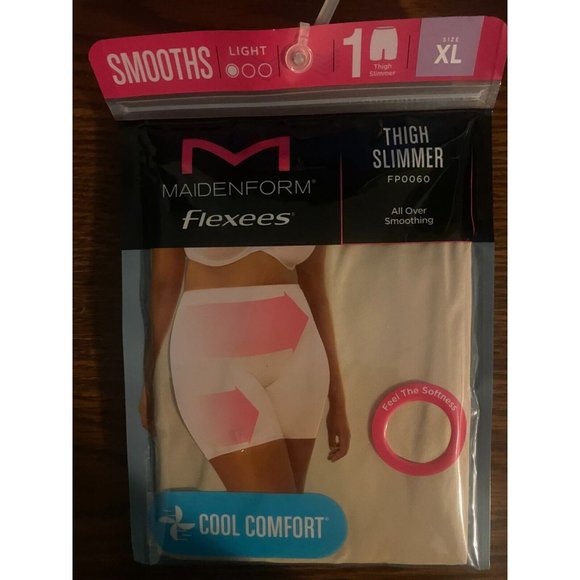 SMOOTHS
LIGHT
1
Thigh
Slimmer
SIZE
XL
MAIDENFORM®
flexees®
THIGH
SLIMMER
FP0060
All Over
Smoothing
Feel The Softness
COOL COMFORT®